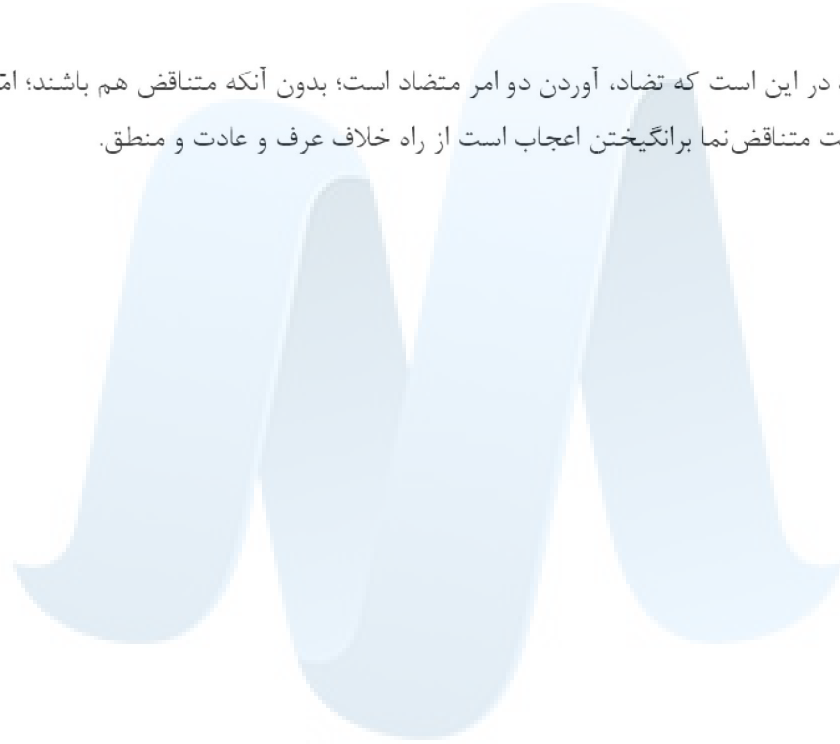 در این است که تضاد، آوردن دو امر متضاد است؛ بدون آنکه متناقض هم باشند؛
متناقض‌نما برانگیختن اعجاب است از راه خلاف عرف و عادت و منطق.